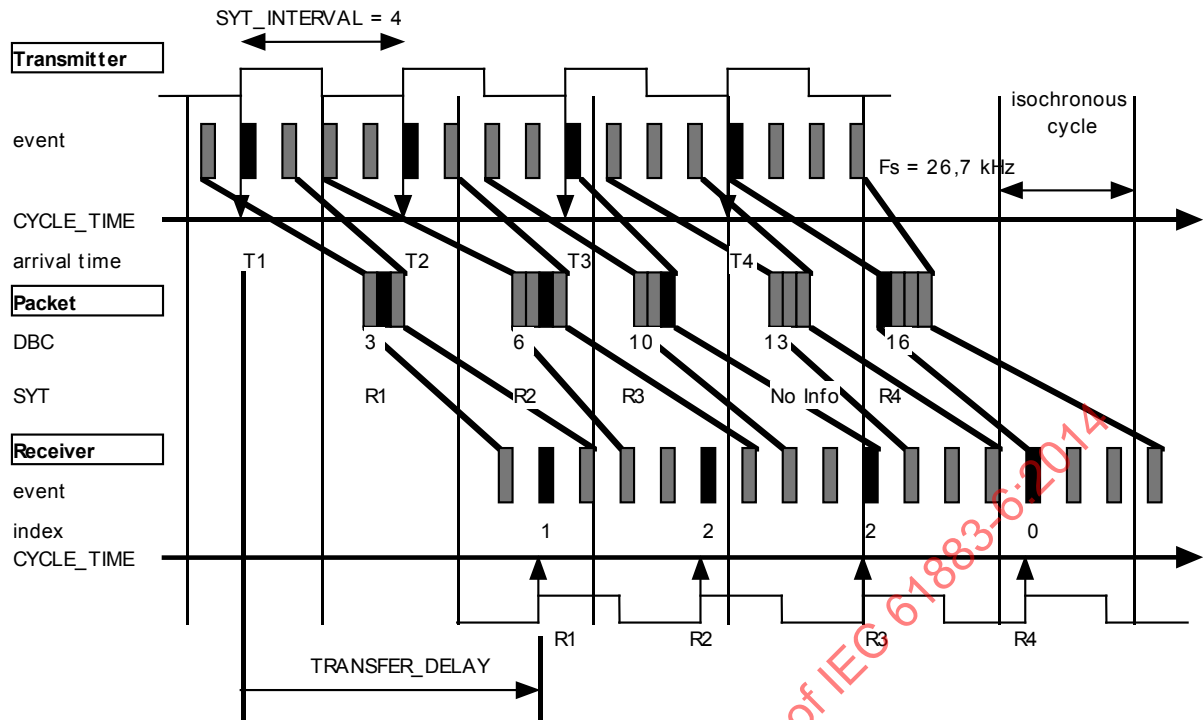 SYT_INTERVAL = 4
Transmitter
isochronous
cycle
event
Fs = 26,7 kHz
CYCLE_TIME
arrival time T1 T2 T3 T4
Packet
DBC 3 6 10 13 16
SYT R1 R2 R3 No Info R4
Receiver
event
index 1 2 2 0
CYCLE_TIME
R1 R2 R3 R4
TRANSFER_DELAY
of IEC 61883-6:2014